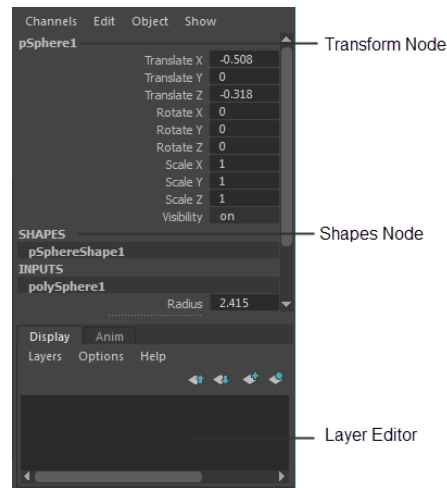 Channels Edit Object Show
pSphere1
Transform Node
Translate X -0.508
Translate Y 0
Translate Z -0.318
Rotate X 0
Rotate Y 0
Rotate Z 0
Scale X 1
Scale Y 1
Scale Z 1
Visibility on
SHAPES
Shapes Node
pSphereShape1
INPUTS
polySphere1
Radius 2.415
Display Anim
Layers Options Help
Layer Editor